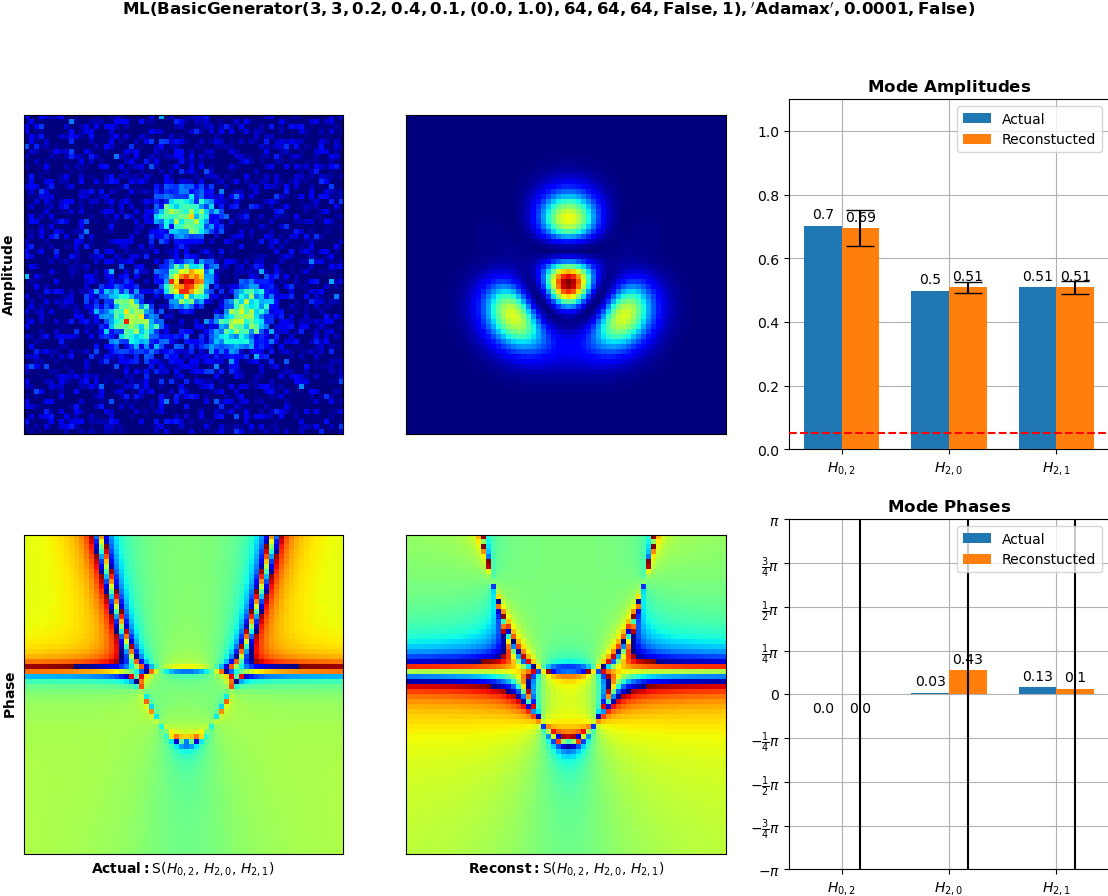 ML(BasicGenerator(3, 3, 0.2, 0.4, 0.1, (0.0, 1.0), 64, 64, 64, False, 1), ′Adamax′, 0.0001, False)
Amplitude
Mode Amplitudes
Actual
Reconstucted
1.0
0.8
0.6
0.4
0.2
0.0
0.7
0.69
0.5
0.51
0.51
0.51
H0, 2
H2, 0
H2, 1
Phase
Actual: S(H0, 2, H2, 0, H2, 1)
Reconst: S(H0, 2, H2, 0, H2, 1)
Mode Phases
Actual
Reconstucted
π
3/4π
1/2π
1/4π
0
−1/4π
−1/2π
−3/4π
−π
0.0
0.0
0.03
0.43
0.13
0.1
H0, 2
H2, 0
H2, 1